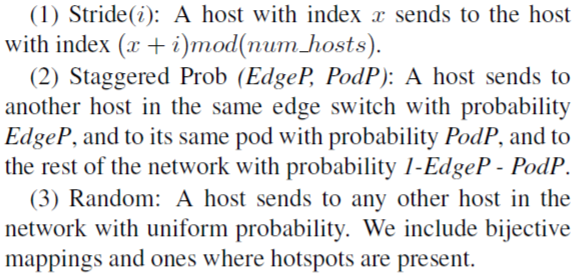 (1) Stride(i): A host with index x sends to the host
with index (x + i)mod(num_hosts).
(2) Staggered Prob (EdgeP, PodP): A host sends to
another host in the same edge switch with probability
EdgeP, and to its same pod with probability PodP, and to
the rest of the network with probability 1-EdgeP - PodP.
(3) Random: A host sends to any other host in the
network with uniform probability. We include bijective
mappings and ones where hotspots are present.